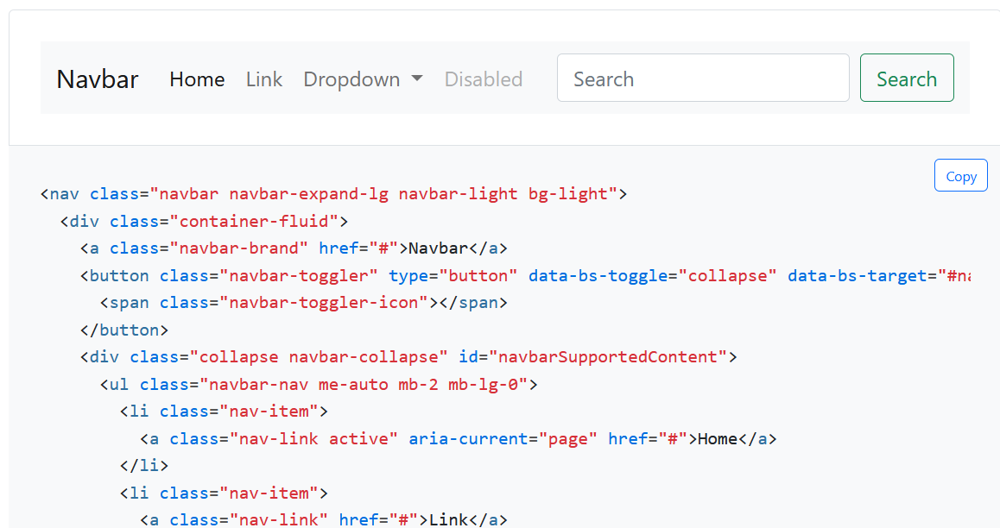 Navbar Home Link Dropdown Disabled Search Search
Copy
<nav class="navbar navbar-expand-lg navbar-light bg-light">
  <div class="container-fluid">
    <a class="navbar-brand" href="#">Navbar</a>
    <button class="navbar-toggler" type="button" data-bs-toggle="collapse" data-bs-target="#na
      <span class="navbar-toggler-icon"></span>
    </button>
    <div class="collapse navbar-collapse" id="navbarSupportedContent">
      <ul class="navbar-nav me-auto mb-2 mb-lg-0">
        <li class="nav-item">
          <a class="nav-link active" aria-current="page" href="#">Home</a>
        </li>
        <li class="nav-item">
          <a class="nav-link" href="#">Link</a>